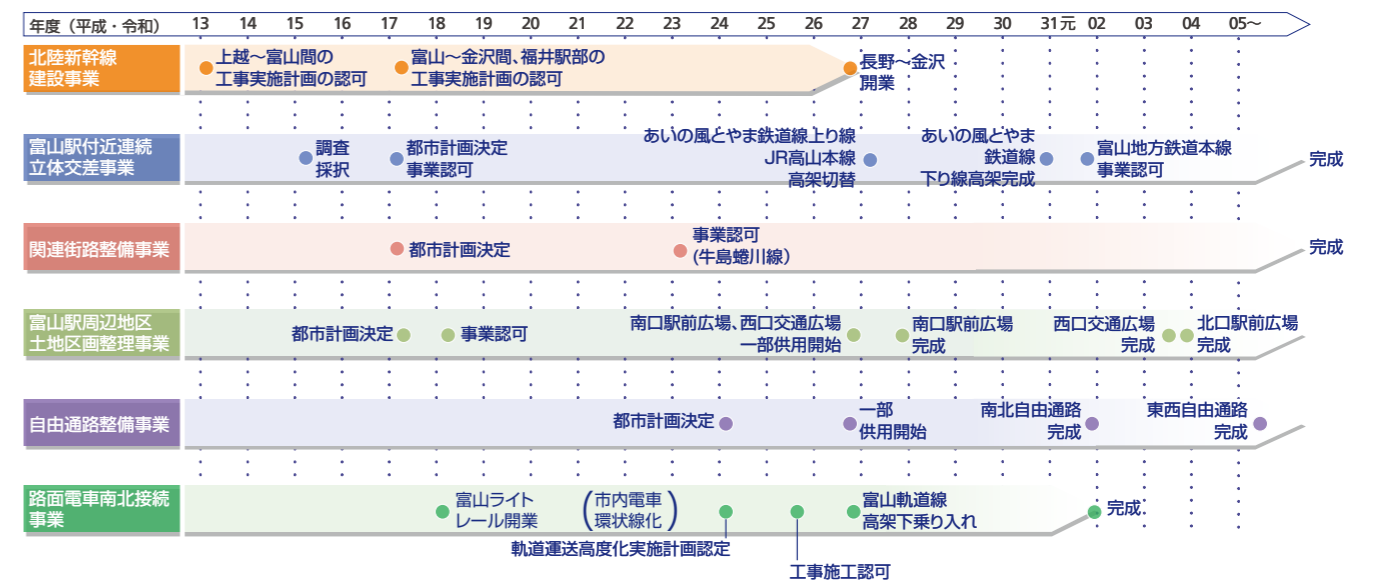 年度（平成・令和） 13 14 15 16 17 18 19 20 21 22 23 24 25 26 27 28 29 30 31元 02 03 04 05～
北陸新幹線
建設事業
上越～富山間の
工事実施計画の認可
富山～金沢間、福井駅部の
工事実施計画の認可
長野～金沢
開業
富山駅付近連続
立体交差事業
調査
採択
都市計画決定
事業認可
あいの風とやま鉄道線上り線
JR高山本線
高架切替
あいの風とやま
鉄道線
下り線高架完成
富山地方鉄道本線
事業認可
完成
関連街路整備事業
都市計画決定
事業認可
(牛島蜷川線)
完成
富山駅周辺地区
土地区画整理事業
都市計画決定
事業認可
南口駅前広場、西口交通広場
一部供用開始
南口駅前広場
完成
西口交通広場
完成
北口駅前広場
完成
自由通路整備事業
都市計画決定
一部
供用開始
南北自由通路
完成
東西自由通路
完成
路面電車南北接続
事業
富山ライト
レール開業
(市内電車
環状線化)
軌道運送高度化実施計画認定
工事施工認可
富山軌道線
高架下乗り入れ
完成